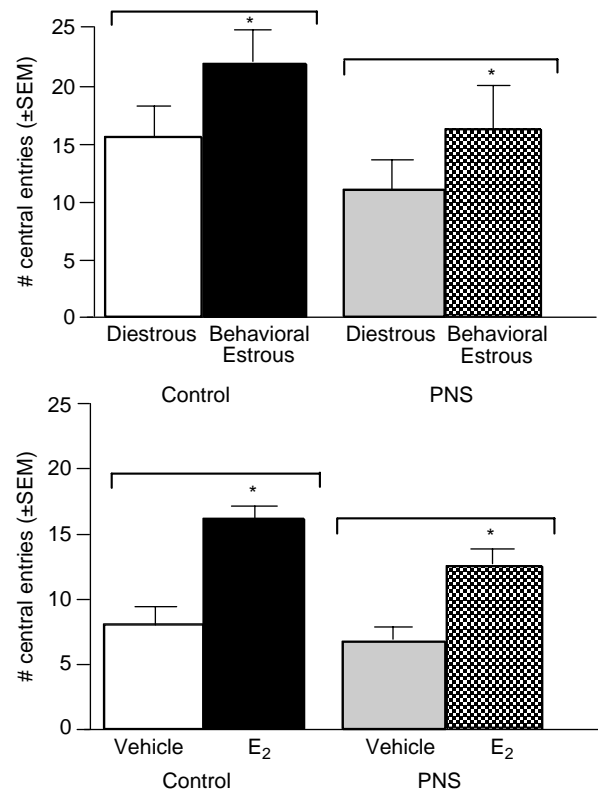 # central entries (±SEM)
25
20
15
10
5
0
*
*
Diestrous
Behavioral
Estrous
Diestrous
Behavioral
Estrous
Control
PNS
# central entries (±SEM)
25
20
15
10
5
0
*
*
Vehicle
E2
Vehicle
E2
Control
PNS